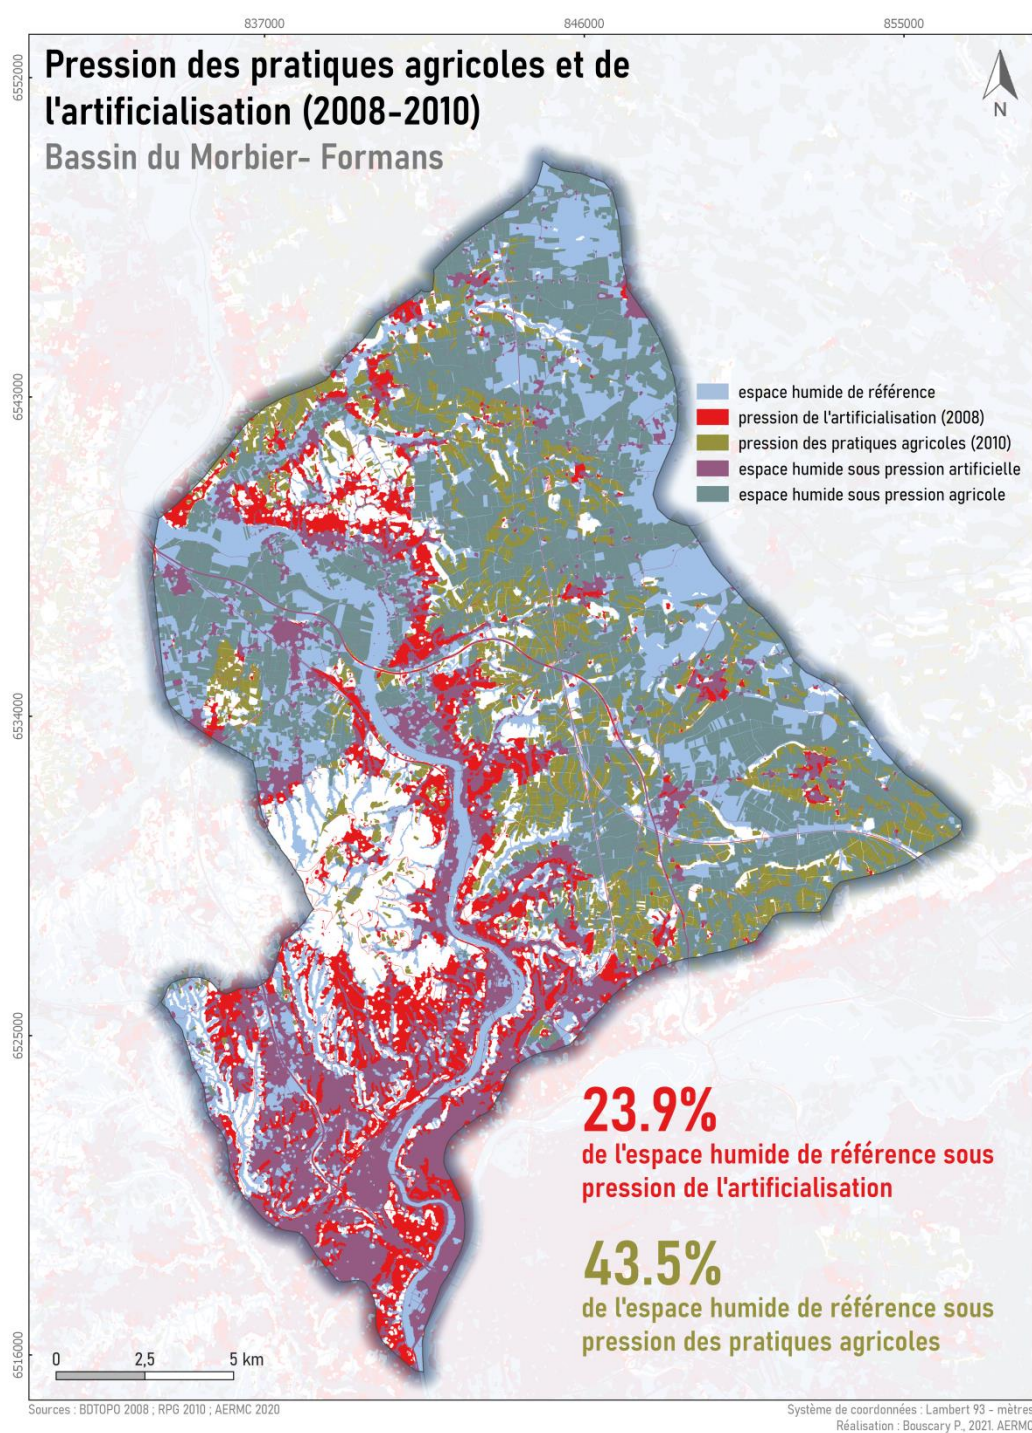 837000
846000
855000
Pression des pratiques agricoles et de
l'artificialisation (2008-2010)
Bassin du Morbier- Formans
N
6552000
6543000
6534000
6525000
6516000
espace humide de référence
pression de l'artificialisation (2008)
pression des pratiques agricoles (2010)
espace humide sous pression artificielle
espace humide sous pression agricole
23.9%
de l'espace humide de référence sous
pression de l'artificialisation
43.5%
de l'espace humide de référence sous
pression des pratiques agricoles
0 2,5 5 km
Sources : BDTOPO 2008 ; RPG 2010 ; AERMC 2020
Système de coordonnées : Lambert 93 - mètres
Réalisation : Bouscary P., 2021. AERMC